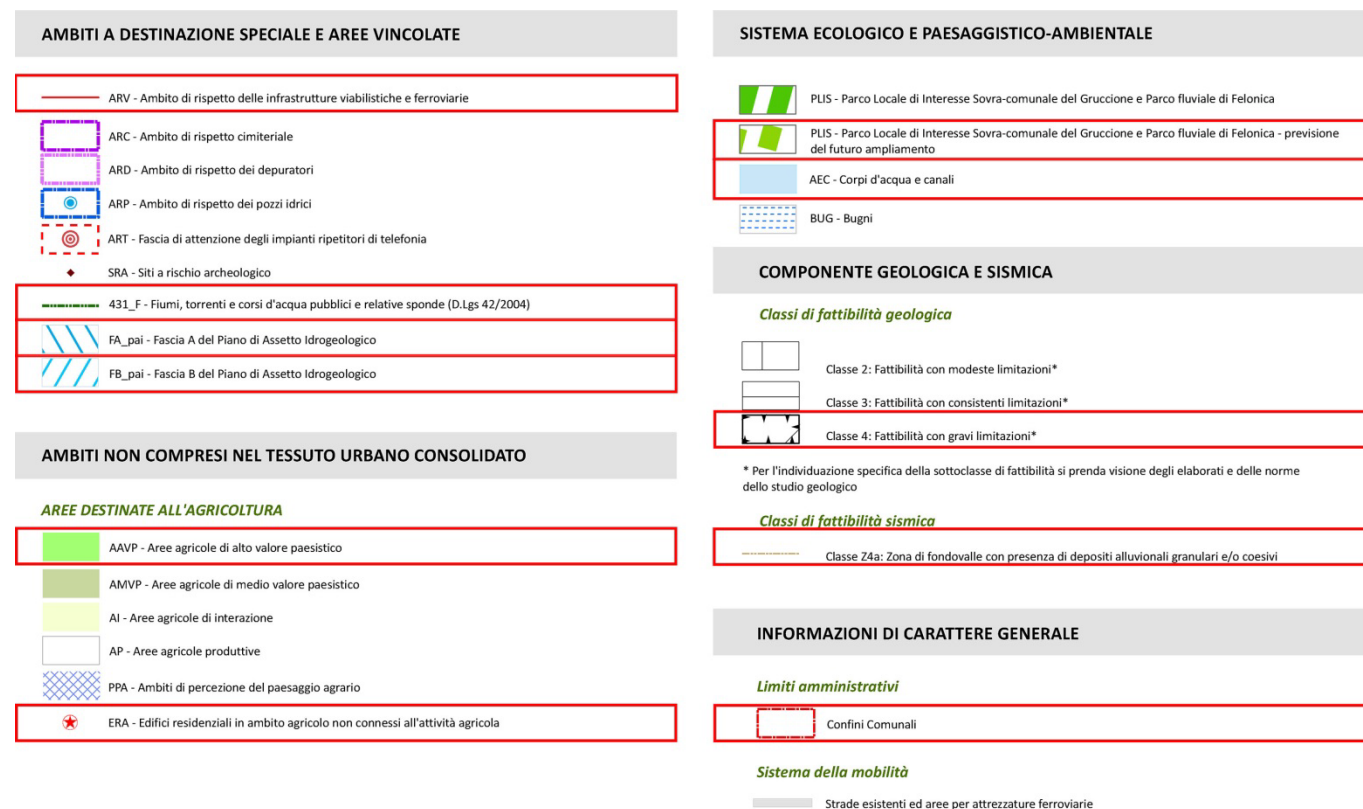 AMBITI A DESTINAZIONE SPECIALE E AREE VINCOLATE
ARV - Ambito di rispetto delle infrastrutture viabilistiche e ferroviarie
ARC - Ambito di rispetto cimiteriale
ARD - Ambito di rispetto dei depuratori
ARP - Ambito di rispetto dei pozzi idrici
ART - Fascia di attenzione degli impianti ripetitori di telefonia
SRA - Siti a rischio archeologico
431_F - Fiumi, torrenti e corsi d'acqua pubblici e relative sponde (D.Lgs 42/2004)
FA_pai - Fascia A del Piano di Assetto Idrogeologico
FB_pai - Fascia B del Piano di Assetto Idrogeologico
AMBITI NON COMPRESI NEL TESSUTO URBANO CONSOLIDATO
AREE DESTINATE ALL'AGRICOLTURA
AAVP - Aree agricole di alto valore paesistico
AMVP - Aree agricole di medio valore paesistico
AI - Aree agricole di interazione
AP - Aree agricole produttive
PPA - Ambiti di percezione del paesaggio agrario
ERA - Edifici residenziali in ambito agricolo non connessi all'attività agricola
SISTEMA ECOLOGICO E PAESAGGISTICO-AMBIENTALE
PLIS - Parco Locale di Interesse Sovra-comunale del Gruccione e Parco fluviale di Felonica
PLIS - Parco Locale di Interesse Sovra-comunale del Gruccione e Parco fluviale di Felonica - previsione
del futuro ampliamento
AEC - Corpi d'acqua e canali
BUG - Bugni
COMPONENTE GEOLOGICA E SISMICA
Classi di fattibilità geologica
Classe 2: Fattibilità con modeste limitazioni*
Classe 3: Fattibilità con consistenti limitazioni*
Classe 4: Fattibilità con gravi limitazioni*
* Per l'individuazione specifica della sottoclasse di fattibilità si prenda visione degli elaborati e delle norme
dello studio geologico
Classi di fattibilità sismica
Classe Z4a: Zona di fondovalle con presenza di depositi alluvionali granulari e/o coesivi
INFORMAZIONI DI CARATTERE GENERALE
Limiti amministrativi
Confini Comunali
Sistema della mobilità
Strade esistenti ed aree per attrezzature ferroviarie